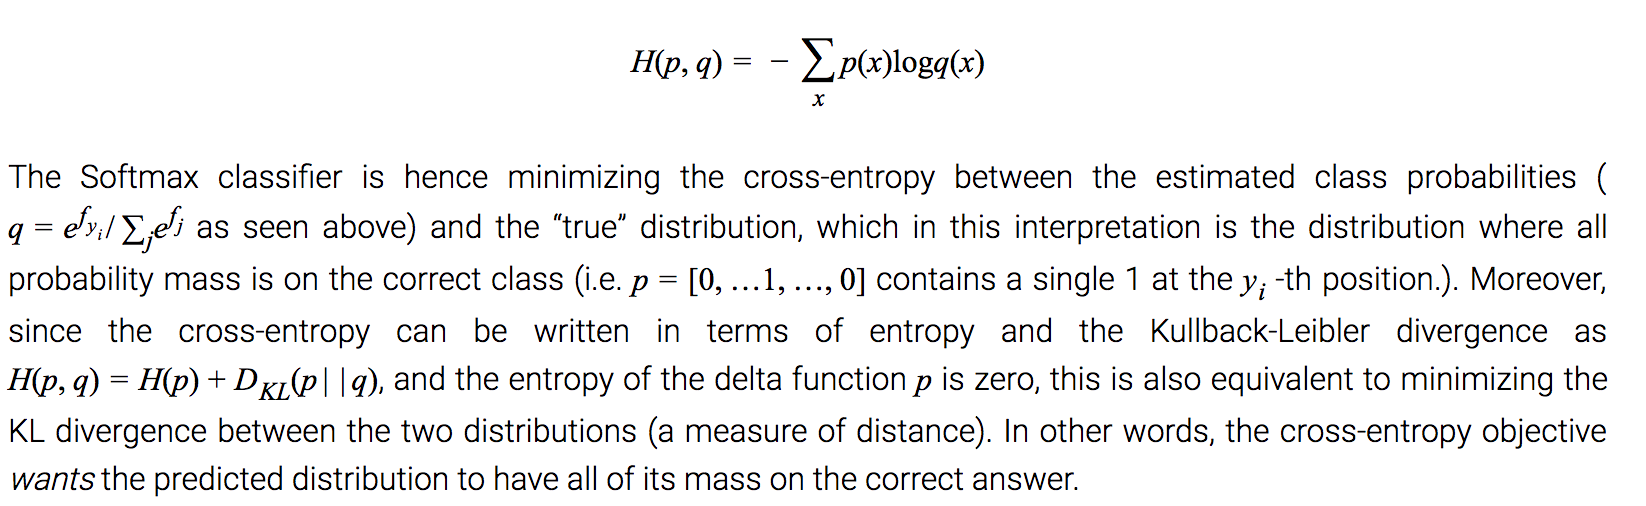 H(p, q) = − ∑ p(x)logq(x)
x
The Softmax classifier is hence minimizing the cross-entropy between the estimated class probabilities (
q = e^{f_{y_i}} / ∑_j e^{f_j} as seen above) and the “true” distribution, which in this interpretation is the distribution where all
probability mass is on the correct class (i.e. p = [0, …1, …, 0] contains a single 1 at the y_i -th position.). Moreover,
since the cross-entropy can be written in terms of entropy and the Kullback-Leibler divergence as
H(p, q) = H(p) + D_{KL}(p| |q), and the entropy of the delta function p is zero, this is also equivalent to minimizing the
KL divergence between the two distributions (a measure of distance). In other words, the cross-entropy objective
wants the predicted distribution to have all of its mass on the correct answer.